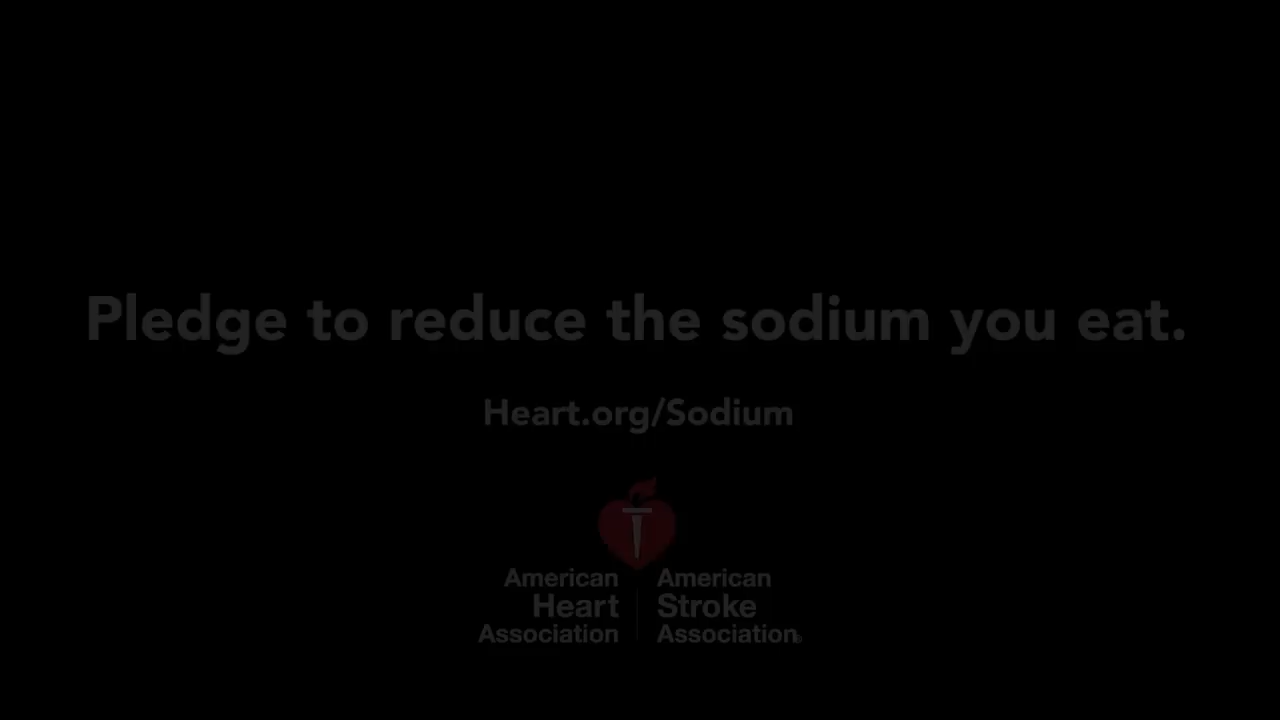 Pledge to reduce the sodium you eat.
Heart.org/Sodium
American American
Heart Stroke
Association Association®